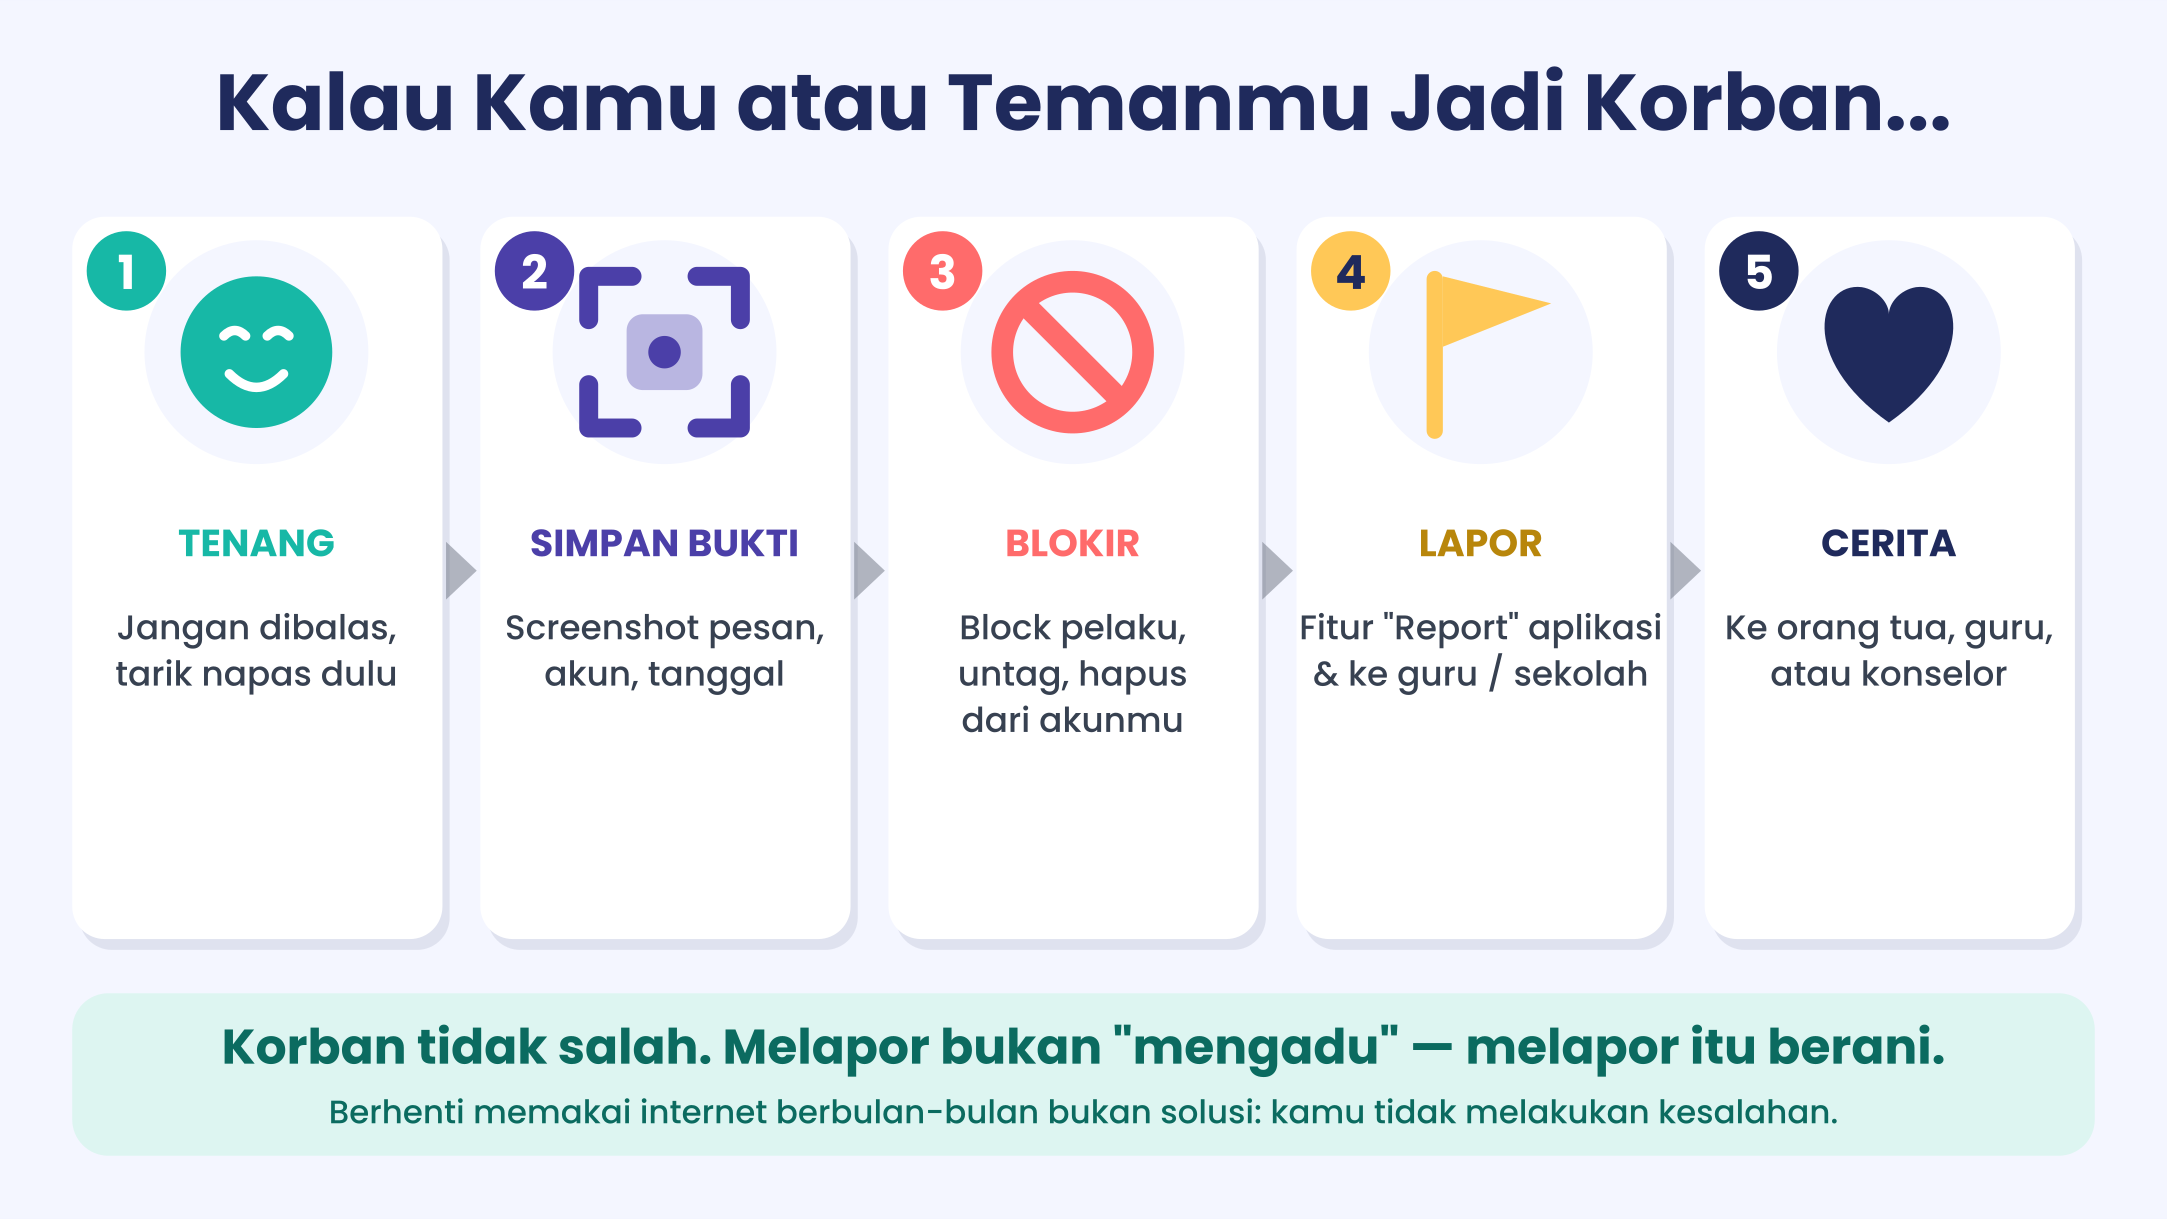 Kalau Kamu atau Temanmu Jadi Korban...
1
TENANG
Jangan dibalas,
tarik napas dulu
2
SIMPAN BUKTI
Screenshot pesan,
akun, tanggal
3
BLOKIR
Block pelaku,
untag, hapus
dari akunmu
4
LAPOR
Fitur "Report" aplikasi
& ke guru / sekolah
5
CERITA
Ke orang tua, guru,
atau konselor
Korban tidak salah. Melapor bukan "mengadu" — melapor itu berani.
Berhenti memakai internet berbulan-bulan bukan solusi: kamu tidak melakukan kesalahan.